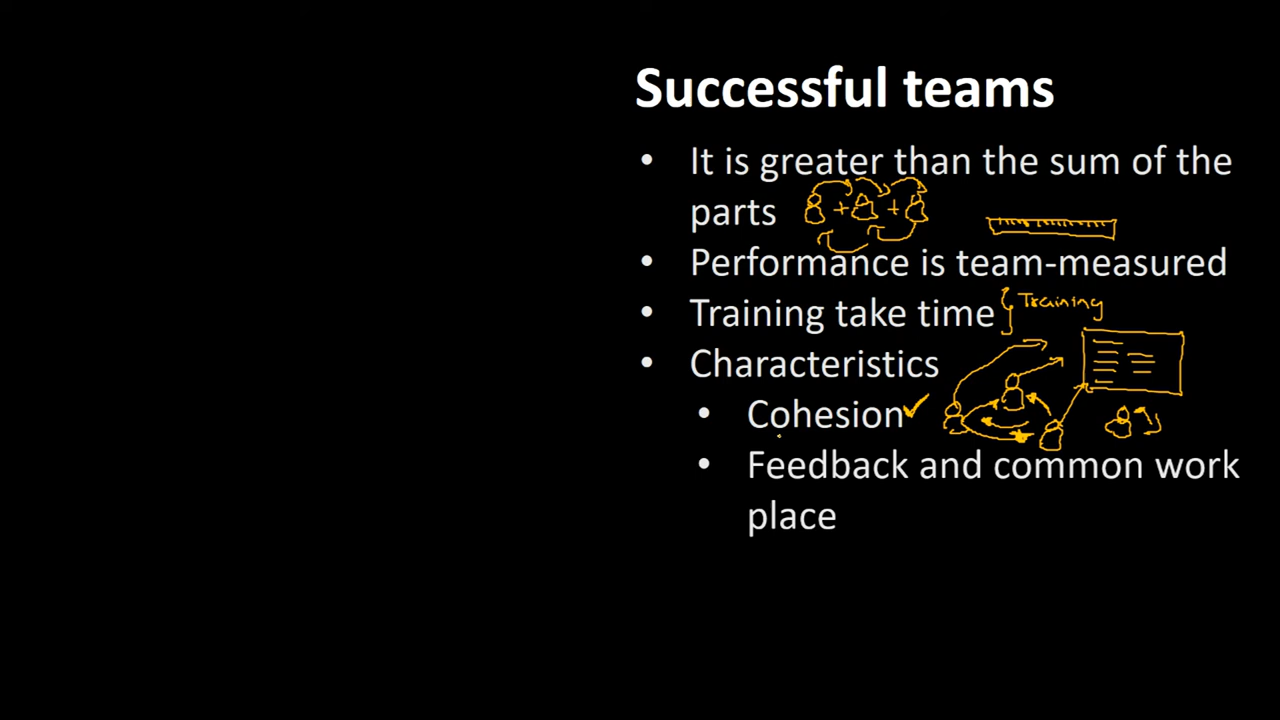 Successful teams
• It is greater than the sum of the
parts
• Performance is team-measured
• Training take time
Training
• Characteristics
• Cohesion
• Feedback and common work
place